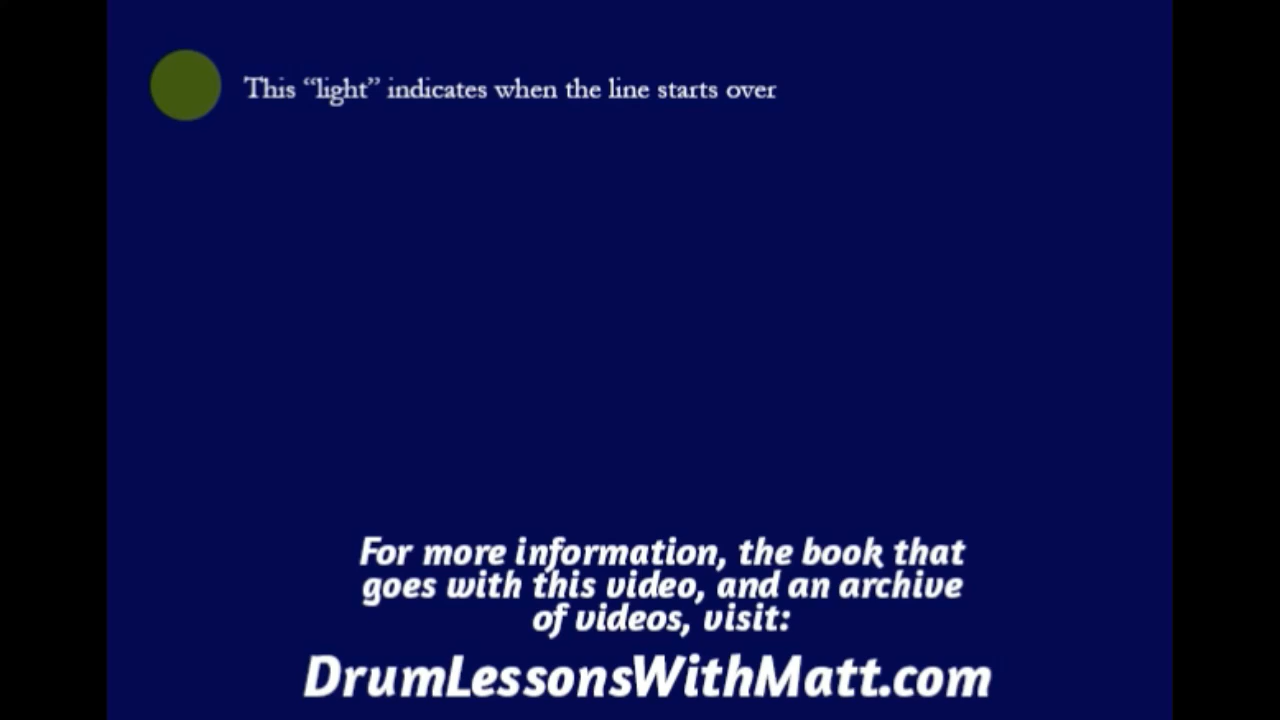 This “light” indicates when the line starts over
For more information, the book that
goes with this video, and an archive
of videos, visit:
DrumLessonsWithMatt.com